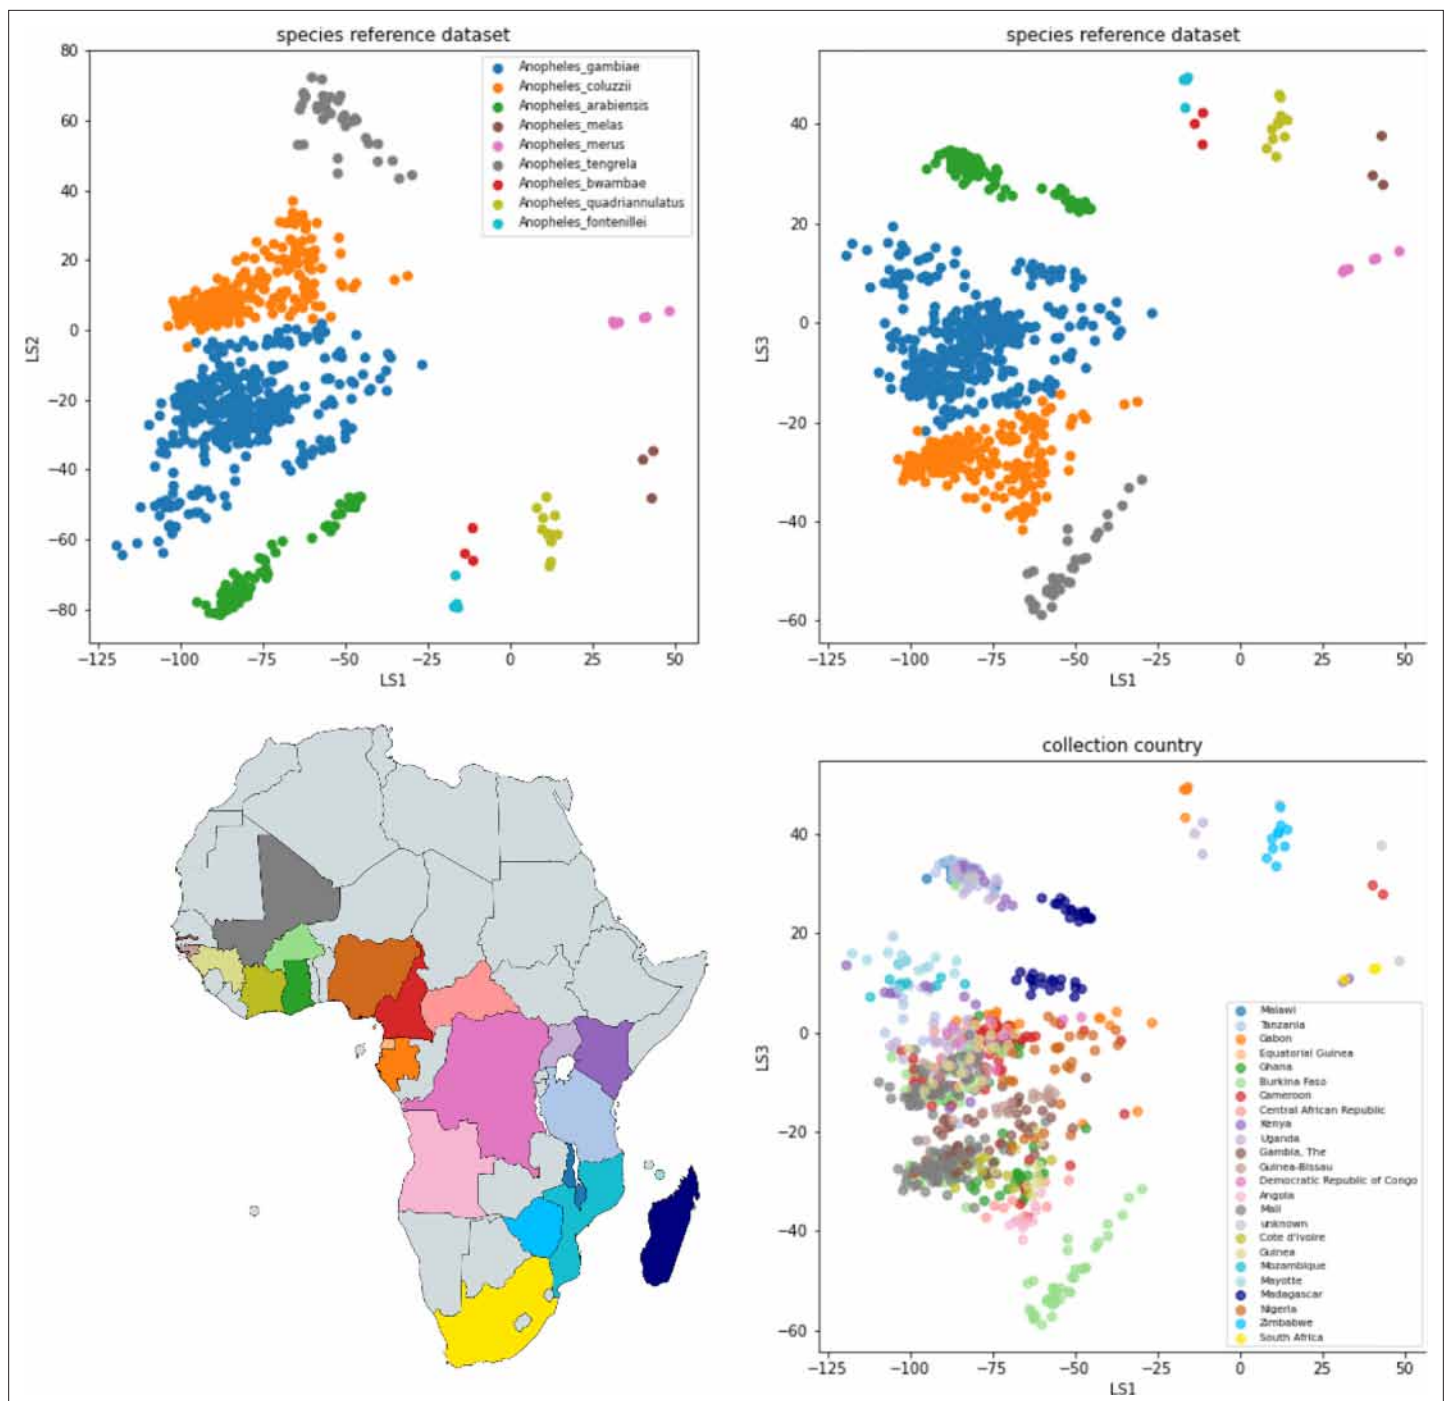 species reference dataset
80
60
40
20
0
−20
−40
−60
−80
LS2
−125
−100
−75
−50
−25
0
25
50
LS1
Anopheles_gambiae
Anopheles_coluzzii
Anopheles_arabiensis
Anopheles_melas
Anopheles_merus
Anopheles_tengrela
Anopheles_bwambae
Anopheles_quadriannulatus
Anopheles_fontenillei
species reference dataset
40
20
0
−20
−40
−60
LS3
−125
−100
−75
−50
−25
0
25
50
LS1
collection country
40
20
0
−20
−40
−60
LS3
−125
−100
−75
−50
−25
0
25
50
LS1
Malawi
Tanzania
Gabon
Equatorial Guinea
Ghana
Burkina Faso
Cameroon
Central African Republic
Kenya
Uganda
Gambia, The
Guinea-Bissau
Democratic Republic of Congo
Angola
Mali
unknown
Cote d'Ivoire
Guinea
Mozambique
Mayotte
Madagascar
Nigeria
Zimbabwe
South Africa